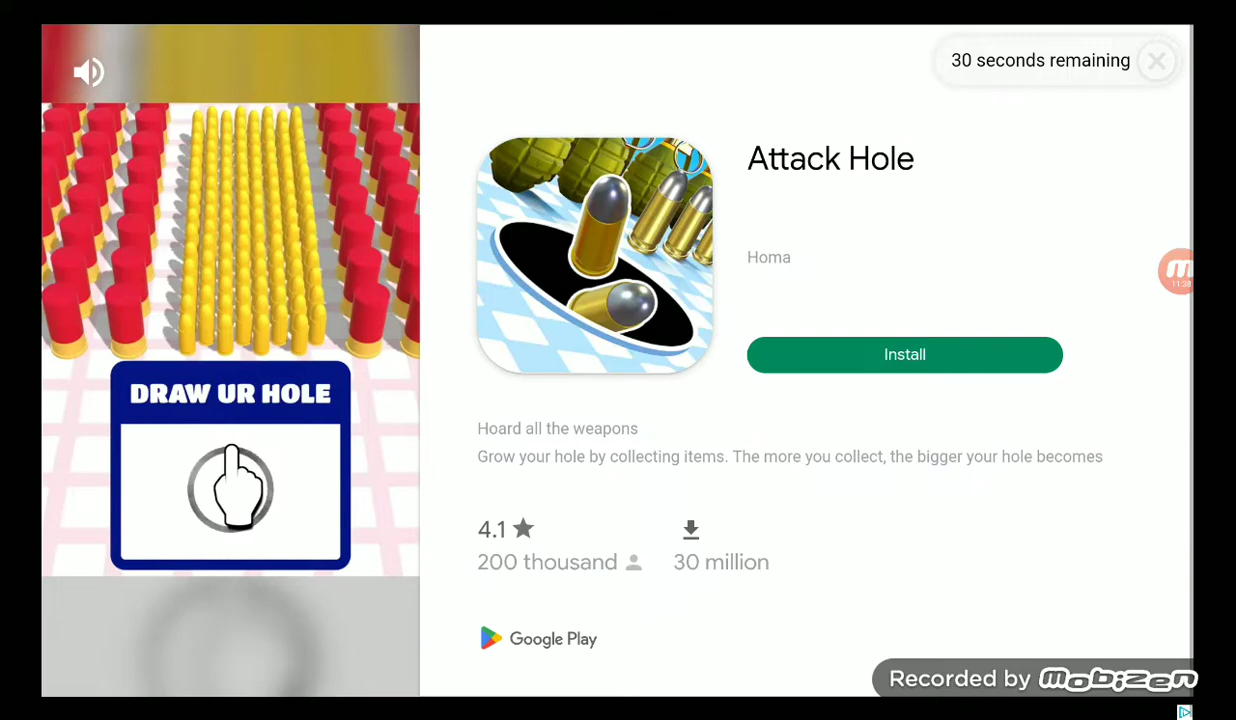 30 seconds remaining
Attack Hole
Homa
11:38
Install
DRAW UR HOLE
Hoard all the weapons
Grow your hole by collecting items. The more you collect, the bigger your hole becomes
4.1
200 thousand
30 million
Google Play
Recorded by mobizen